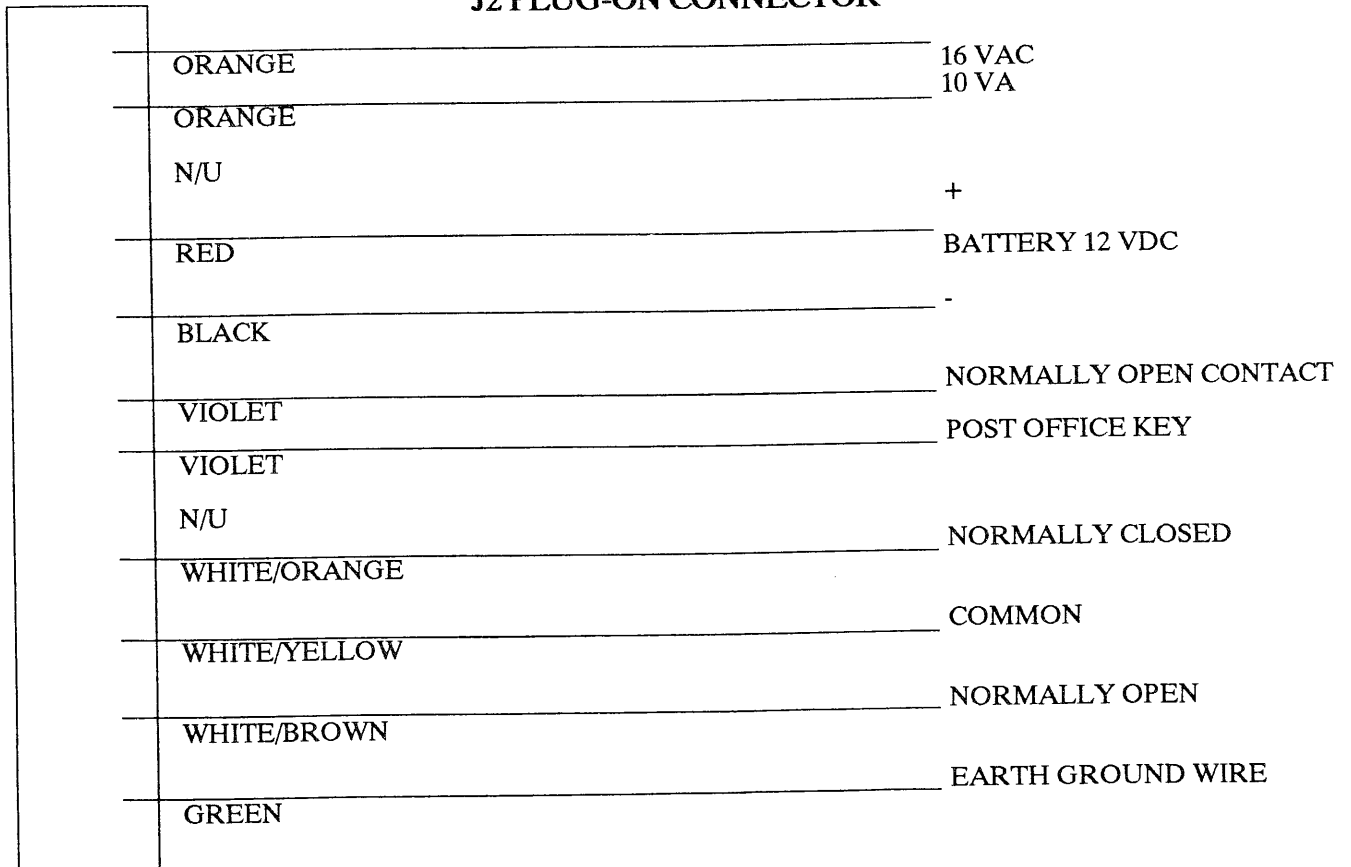 J2 PLUG-ON CONNECTOR
ORANGE
16 VAC
10 VA
ORANGE
N/U
+
RED
BATTERY 12 VDC
-
BLACK
NORMALLY OPEN CONTACT
VIOLET
POST OFFICE KEY
VIOLET
N/U
NORMALLY CLOSED
WHITE/ORANGE
COMMON
WHITE/YELLOW
NORMALLY OPEN
WHITE/BROWN
EARTH GROUND WIRE
GREEN